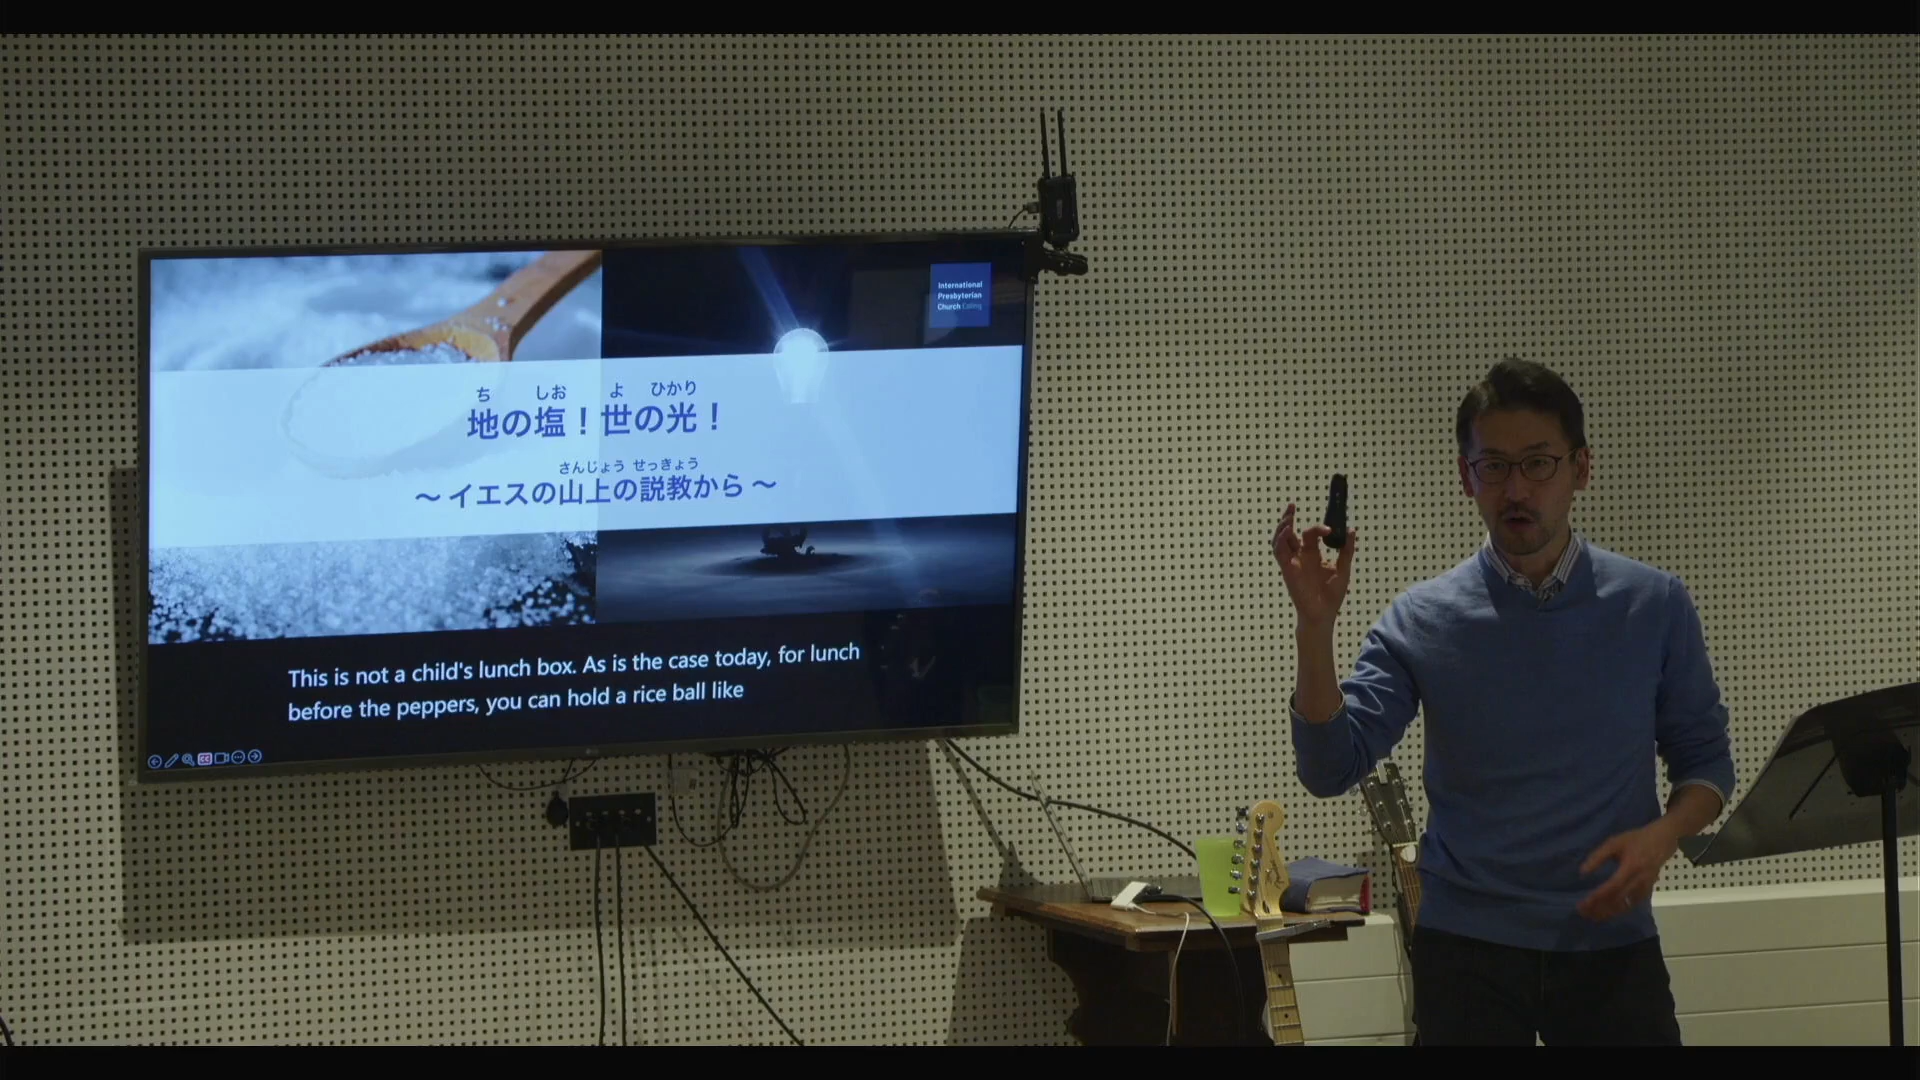 International
Presbyterian
Church Ealing
ち しお よ ひかり
地の塩！世の光！
さんじょう せっきょう
～イエスの山上の説教から～
This is not a child's lunch box. As is the case today, for lunch
before the peppers, you can hold a rice ball like